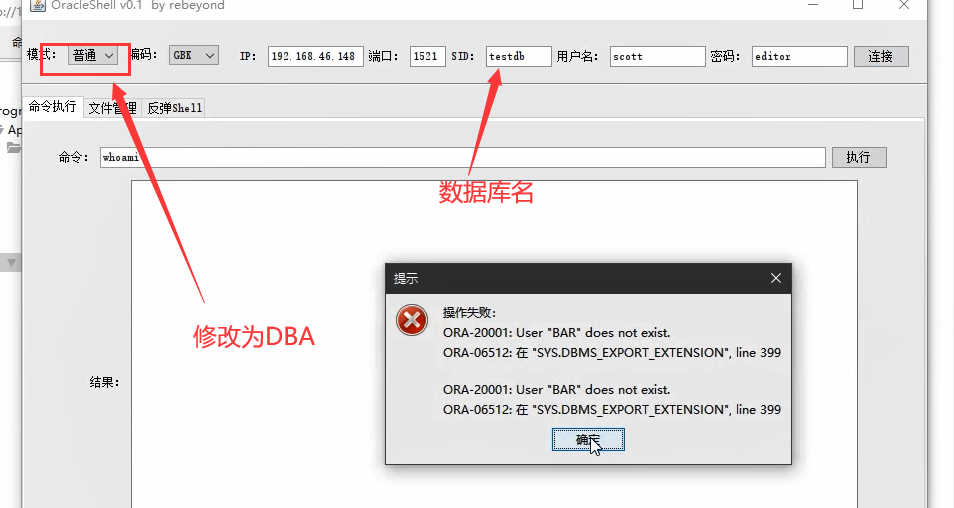 OracleShell v0.1 by rebeyond
模式： 普通 编码： GBK IP： 192.168.46.148 端口： 1521 SID： testdb 用户名： scott 密码： editor 连接
命令执行 文件管理 反弹Shell
命令： whoami 执行
数据库名
修改为DBA
结果：
提示
操作失败:
ORA-20001: User "BAR" does not exist.
ORA-06512: 在 "SYS.DBMS_EXPORT_EXTENSION", line 399
ORA-20001: User "BAR" does not exist.
ORA-06512: 在 "SYS.DBMS_EXPORT_EXTENSION", line 399
确定